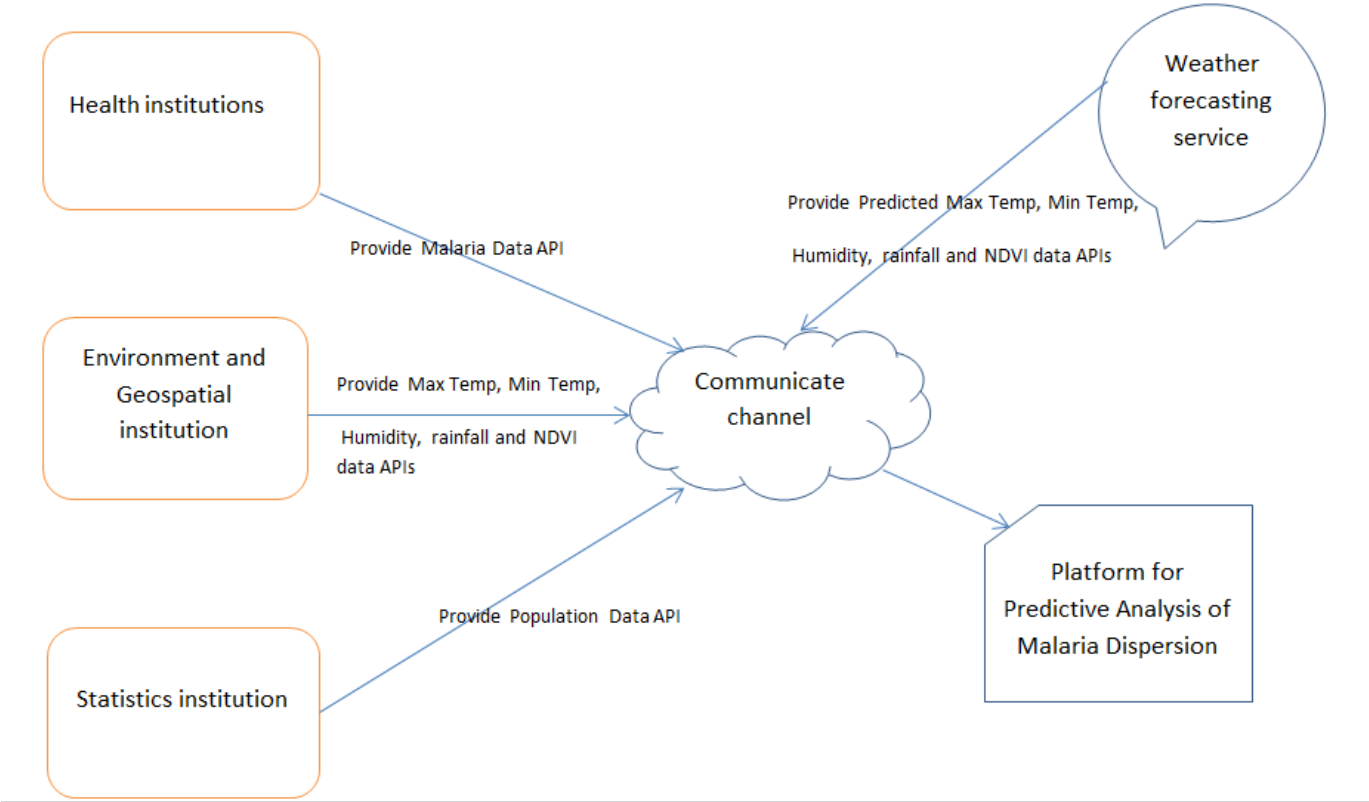 Health institutions
Weather
forecasting
service
Provide Predicted Max Temp, Min Temp,
Humidity, rainfall and NDVI data APIs
Provide Malaria Data API
Environment and
Geospatial
institution
Provide Max Temp, Min Temp,
Humidity, rainfall and NDVI
data APIs
Communicate
channel
Provide Population Data API
Platform for
Predictive Analysis of
Malaria Dispersion
Statistics institution